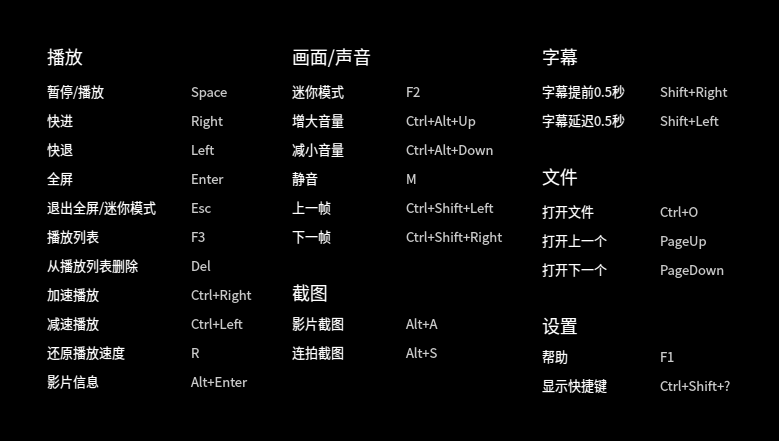 播放
暂停/播放 Space
快进 Right
快退 Left
全屏 Enter
退出全屏/迷你模式 Esc
播放列表 F3
从播放列表删除 Del
加速播放 Ctrl+Right
减速播放 Ctrl+Left
还原播放速度 R
影片信息 Alt+Enter
画面/声音
迷你模式 F2
增大音量 Ctrl+Alt+Up
减小音量 Ctrl+Alt+Down
静音 M
上一帧 Ctrl+Shift+Left
下一帧 Ctrl+Shift+Right
截图
影片截图 Alt+A
连拍截图 Alt+S
字幕
字幕提前0.5秒 Shift+Right
字幕延迟0.5秒 Shift+Left
文件
打开文件 Ctrl+O
打开上一个 PageUp
打开下一个 PageDown
设置
帮助 F1
显示快捷键 Ctrl+Shift+?